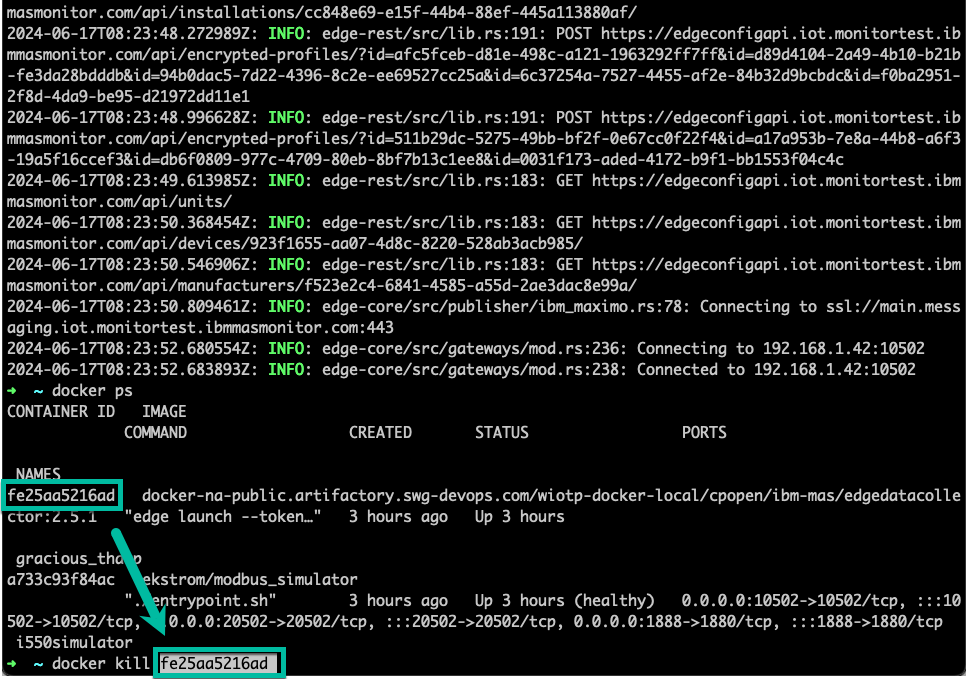 masmonitor.com/api/installations/cc848e69-e15f-44b4-88ef-445a113880af/
2024-06-17T08:23:48.272989Z: INFO: edge-rest/src/lib.rs:191: POST https://edgeconfigapi.iot.monitortest.ib
mmasmonitor.com/api/encrypted-profiles/?id=afc5fceb-d81e-498c-a121-1963292ff7ff&id=d89d4104-2a49-4b10-b21b
-fe3da28bdddb&id=94b0dac5-7d22-4396-8c2e-ee69527cc25a&id=6c37254a-7527-4455-af2e-84b32d9bcbdc&id=f0ba2951-
2f8d-4da9-be95-d21972dd11e1
2024-06-17T08:23:48.996628Z: INFO: edge-rest/src/lib.rs:191: POST https://edgeconfigapi.iot.monitortest.ib
mmasmonitor.com/api/encrypted-profiles/?id=511b29dc-5275-49bb-bf2f-0e67cc0f22f4&id=a17a953b-7e8a-44b8-a6f3
-19a5f16ccef3&id=db6f0809-977c-4709-80eb-8bf7b13c1ee8&id=0031f173-aded-4172-b9f1-bb1553f04c4c
2024-06-17T08:23:49.613985Z: INFO: edge-rest/src/lib.rs:183: GET https://edgeconfigapi.iot.monitortest.ibm
masmonitor.com/api/units/
2024-06-17T08:23:50.368454Z: INFO: edge-rest/src/lib.rs:183: GET https://edgeconfigapi.iot.monitortest.ibm
masmonitor.com/api/devices/923f1655-aa07-4d8c-8220-528ab3acb985/
2024-06-17T08:23:50.546906Z: INFO: edge-rest/src/lib.rs:183: GET https://edgeconfigapi.iot.monitortest.ibm
masmonitor.com/api/manufacturers/f523e2c4-6841-4585-a55d-2ae3dac8e99a/
2024-06-17T08:23:50.809461Z: INFO: edge-core/src/publisher/ibm_maximo.rs:78: Connecting to ssl://main.mess
aging.iot.monitortest.ibmmasmonitor.com:443
2024-06-17T08:23:52.680554Z: INFO: edge-core/src/gateways/mod.rs:236: Connecting to 192.168.1.42:10502
2024-06-17T08:23:52.683893Z: INFO: edge-core/src/gateways/mod.rs:238: Connected to 192.168.1.42:10502
➜ ~ docker ps
CONTAINER ID IMAGE
COMMAND CREATED STATUS PORTS
NAMES
fe25aa5216ad docker-na-public.artifactory.swg-devops.com/wiotp-docker-local/cpopen/ibm-mas/edgedatacolle
ctor:2.5.1 "edge launch --token…" 3 hours ago Up 3 hours
a733c93f84ac ekstrom/modbus_simulator
entrypoint.sh" 3 hours ago Up 3 hours (healthy) 0.0.0.0:10502->10502/tcp, :::10
502->10502/tcp, 0.0.0:20502->20502/tcp, :::20502->20502/tcp, 0.0.0.0:1888->1880/tcp, :::1888->1880/tcp
i550simulator
➜ ~ docker kill fe25aa5216ad